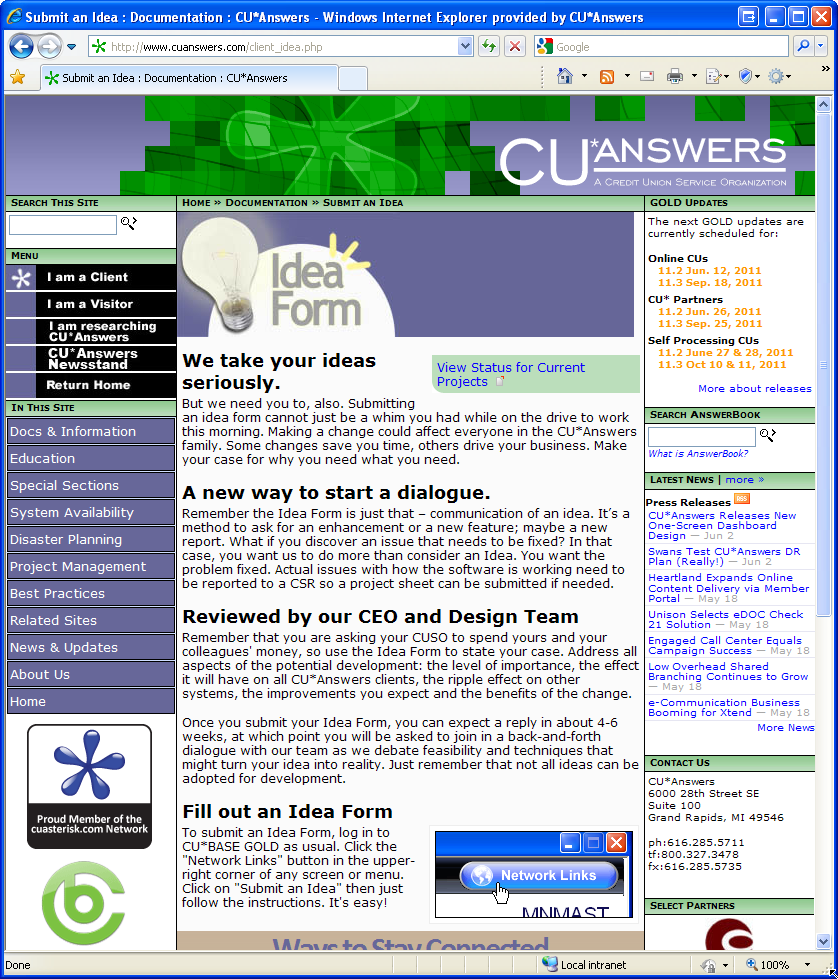 Submit an Idea : Documentation : CU*Answers - Windows Internet Explorer provided by CU*Answers
http://www.cuanswers.com/client_idea.php
Google
Submit an Idea : Documentation : CU*Answers
CU*ANSWERS
A CREDIT UNION SERVICE ORGANIZATION
SEARCH THIS SITE
MENU
I am a Client
I am a Visitor
I am researching
CU*Answers
CU*Answers
Newsstand
Return Home
IN THIS SITE
Docs & Information
Education
Special Sections
System Availability
Disaster Planning
Project Management
Best Practices
Related Sites
News & Updates
About Us
Home
Proud Member of the
cuasterisk.com Network
HOME » DOCUMENTATION » SUBMIT AN IDEA
Idea
Form
We take your ideas
seriously.
View Status for Current
Projects
But we need you to, also. Submitting
an idea form cannot just be a whim you had while on the drive to work
this morning. Making a change could affect everyone in the CU*Answers
family. Some changes save you time, others drive your business. Make
your case for why you need what you need.
A new way to start a dialogue.
Remember the Idea Form is just that – communication of an idea. It's a
method to ask for an enhancement or a new feature; maybe a new
report. What if you discover an issue that needs to be fixed? In that
case, you want us to do more than consider an Idea. You want the
problem fixed. Actual issues with how the software is working need to
be reported to a CSR so a project sheet can be submitted if needed.
Reviewed by our CEO and Design Team
Remember that you are asking your CUSO to spend yours and your
colleagues' money, so use the Idea Form to state your case. Address all
aspects of the potential development: the level of importance, the effect
it will have on all CU*Answers clients, the ripple effect on other
systems, the improvements you expect and the benefits of the change.
Once you submit your Idea Form, you can expect a reply in about 4-6
weeks, at which point you will be asked to join in a back-and-forth
dialogue with our team as we debate feasibility and techniques that
might turn your idea into reality. Just remember that not all ideas can be
adopted for development.
Fill out an Idea Form
To submit an Idea Form, log in to
CU*BASE GOLD as usual. Click the
"Network Links" button in the upper-
right corner of any screen or menu.
Click on "Submit an Idea" then just
follow the instructions. It's easy!
Network Links
MNMAST
Ways to Stay Connected
GOLD UPDATES
The next GOLD updates are
currently scheduled for:
Online CUs
11.2 Jun. 12, 2011
11.3 Sep. 18, 2011
CU* Partners
11.2 Jun. 26, 2011
11.3 Sep. 25, 2011
Self Processing CUs
11.2 June 27 & 28, 2011
11.3 Oct 10 & 11, 2011
More about releases
SEARCH ANSWERBOOK
What is AnswerBook?
LATEST NEWS | more »
Press Releases RSS
CU*Answers Releases New
One-Screen Dashboard
Design — Jun 2
Swans Test CU*Answers DR
Plan (Really!) — Jun 2
Heartland Expands Online
Content Delivery via Member
Portal — May 18
Unison Selects eDOC Check
21 Solution — May 18
Engaged Call Center Equals
Campaign Success — May 18
Low Overhead Shared
Branching Continues to Grow
— May 18
e-Communication Business
Booming for Xtend — May 18
More News
CONTACT US
CU*Answers
6000 28th Street SE
Suite 100
Grand Rapids, MI 49546
ph:616.285.5711
tf:800.327.3478
fx:616.285.5735
SELECT PARTNERS
Done
Local intranet
100%